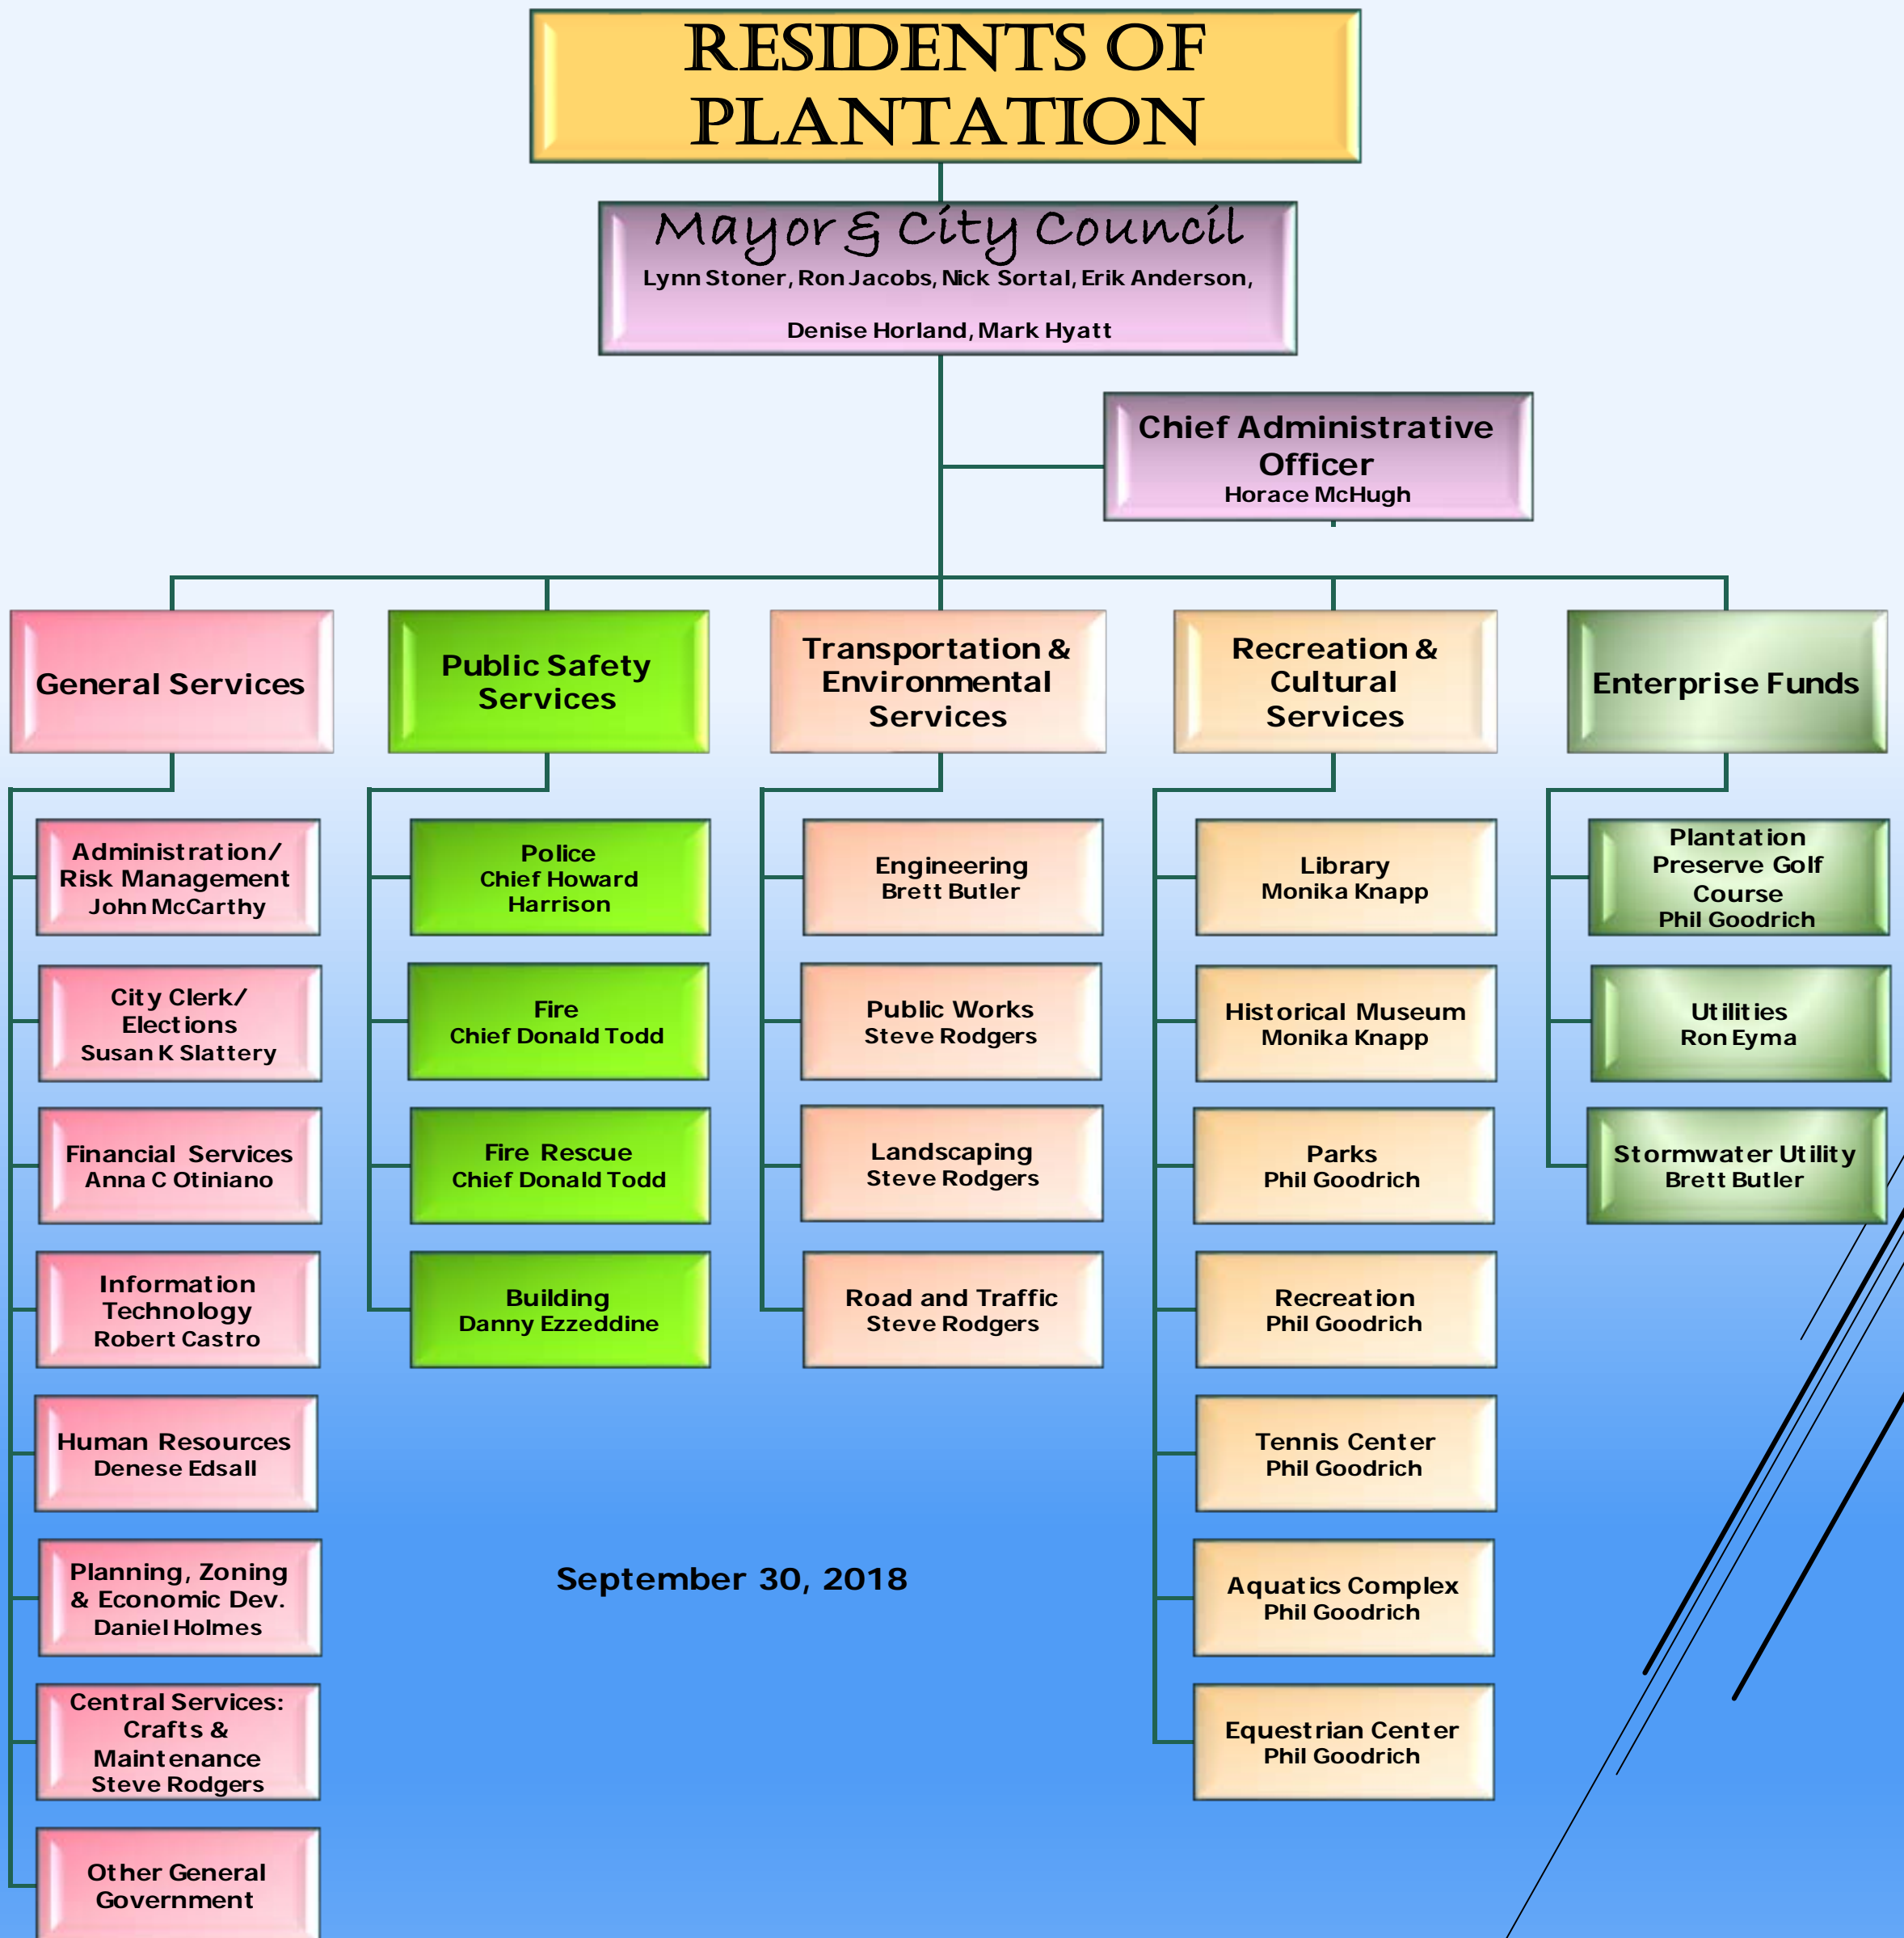 RESIDENTS OF
PLANTATION
Mayor & City Council
Lynn Stoner, Ron Jacobs, Nick Sortal, Erik Anderson,
Denise Horland, Mark Hyatt
Chief Administrative
Officer
Horace McHugh
General Services
Administration/
Risk Management
John McCarthy
City Clerk/
Elections
Susan K Slattery
Financial Services
Anna C Otiniano
Information
Technology
Robert Castro
Human Resources
Denese Edsall
Planning, Zoning
& Economic Dev.
Daniel Holmes
Central Services:
Crafts &
Maintenance
Steve Rodgers
Other General
Government
Public Safety
Services
Police
Chief Howard
Harrison
Fire
Chief Donald Todd
Fire Rescue
Chief Donald Todd
Building
Danny Ezzeddine
Transportation &
Environmental
Services
Engineering
Brett Butler
Public Works
Steve Rodgers
Landscaping
Steve Rodgers
Road and Traffic
Steve Rodgers
Recreation &
Cultural
Services
Library
Monika Knapp
Historical Museum
Monika Knapp
Parks
Phil Goodrich
Recreation
Phil Goodrich
Tennis Center
Phil Goodrich
Aquatics Complex
Phil Goodrich
Equestrian Center
Phil Goodrich
Enterprise Funds
Plantation
Preserve Golf
Course
Phil Goodrich
Utilities
Ron Eyma
Stormwater Utility
Brett Butler
September 30, 2018